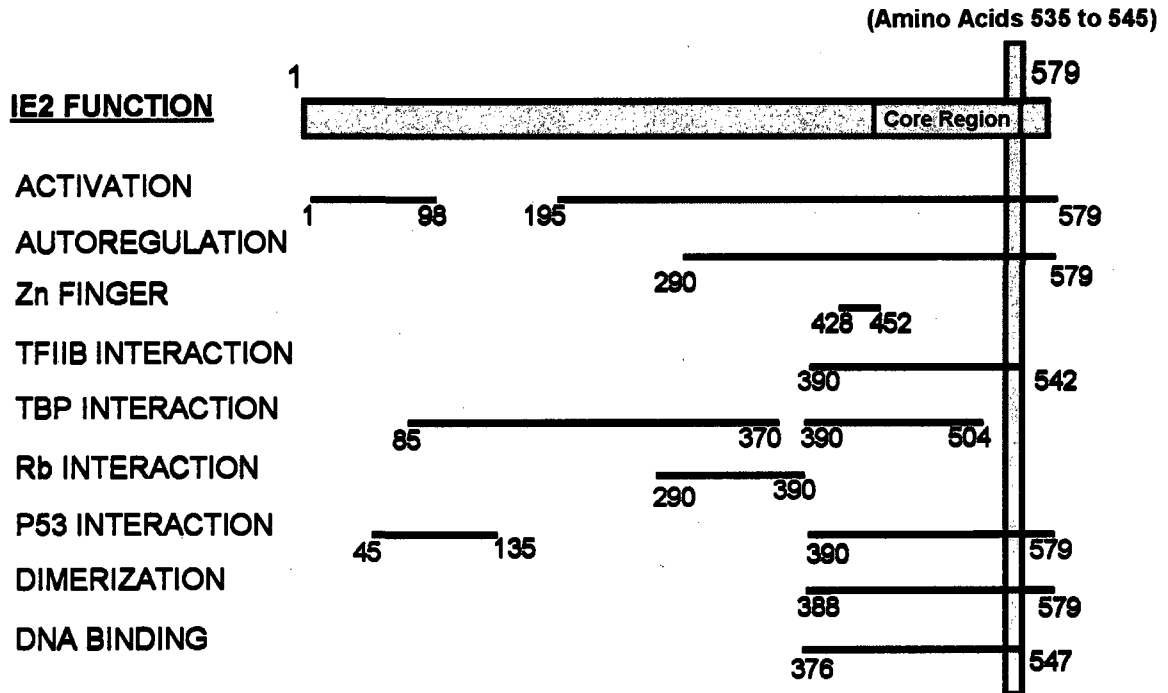 (Amino Acids 535 to 545)
1 579
IE2 FUNCTION
Core Region
ACTIVATION
1 98 195 579
AUTOREGULATION
290 579
Zn FINGER
428 452
TFIIB INTERACTION
390 542
TBP INTERACTION
85 370 390 504
Rb INTERACTION
290 390
P53 INTERACTION
45 135 390 579
DIMERIZATION
388 579
DNA BINDING
376 547